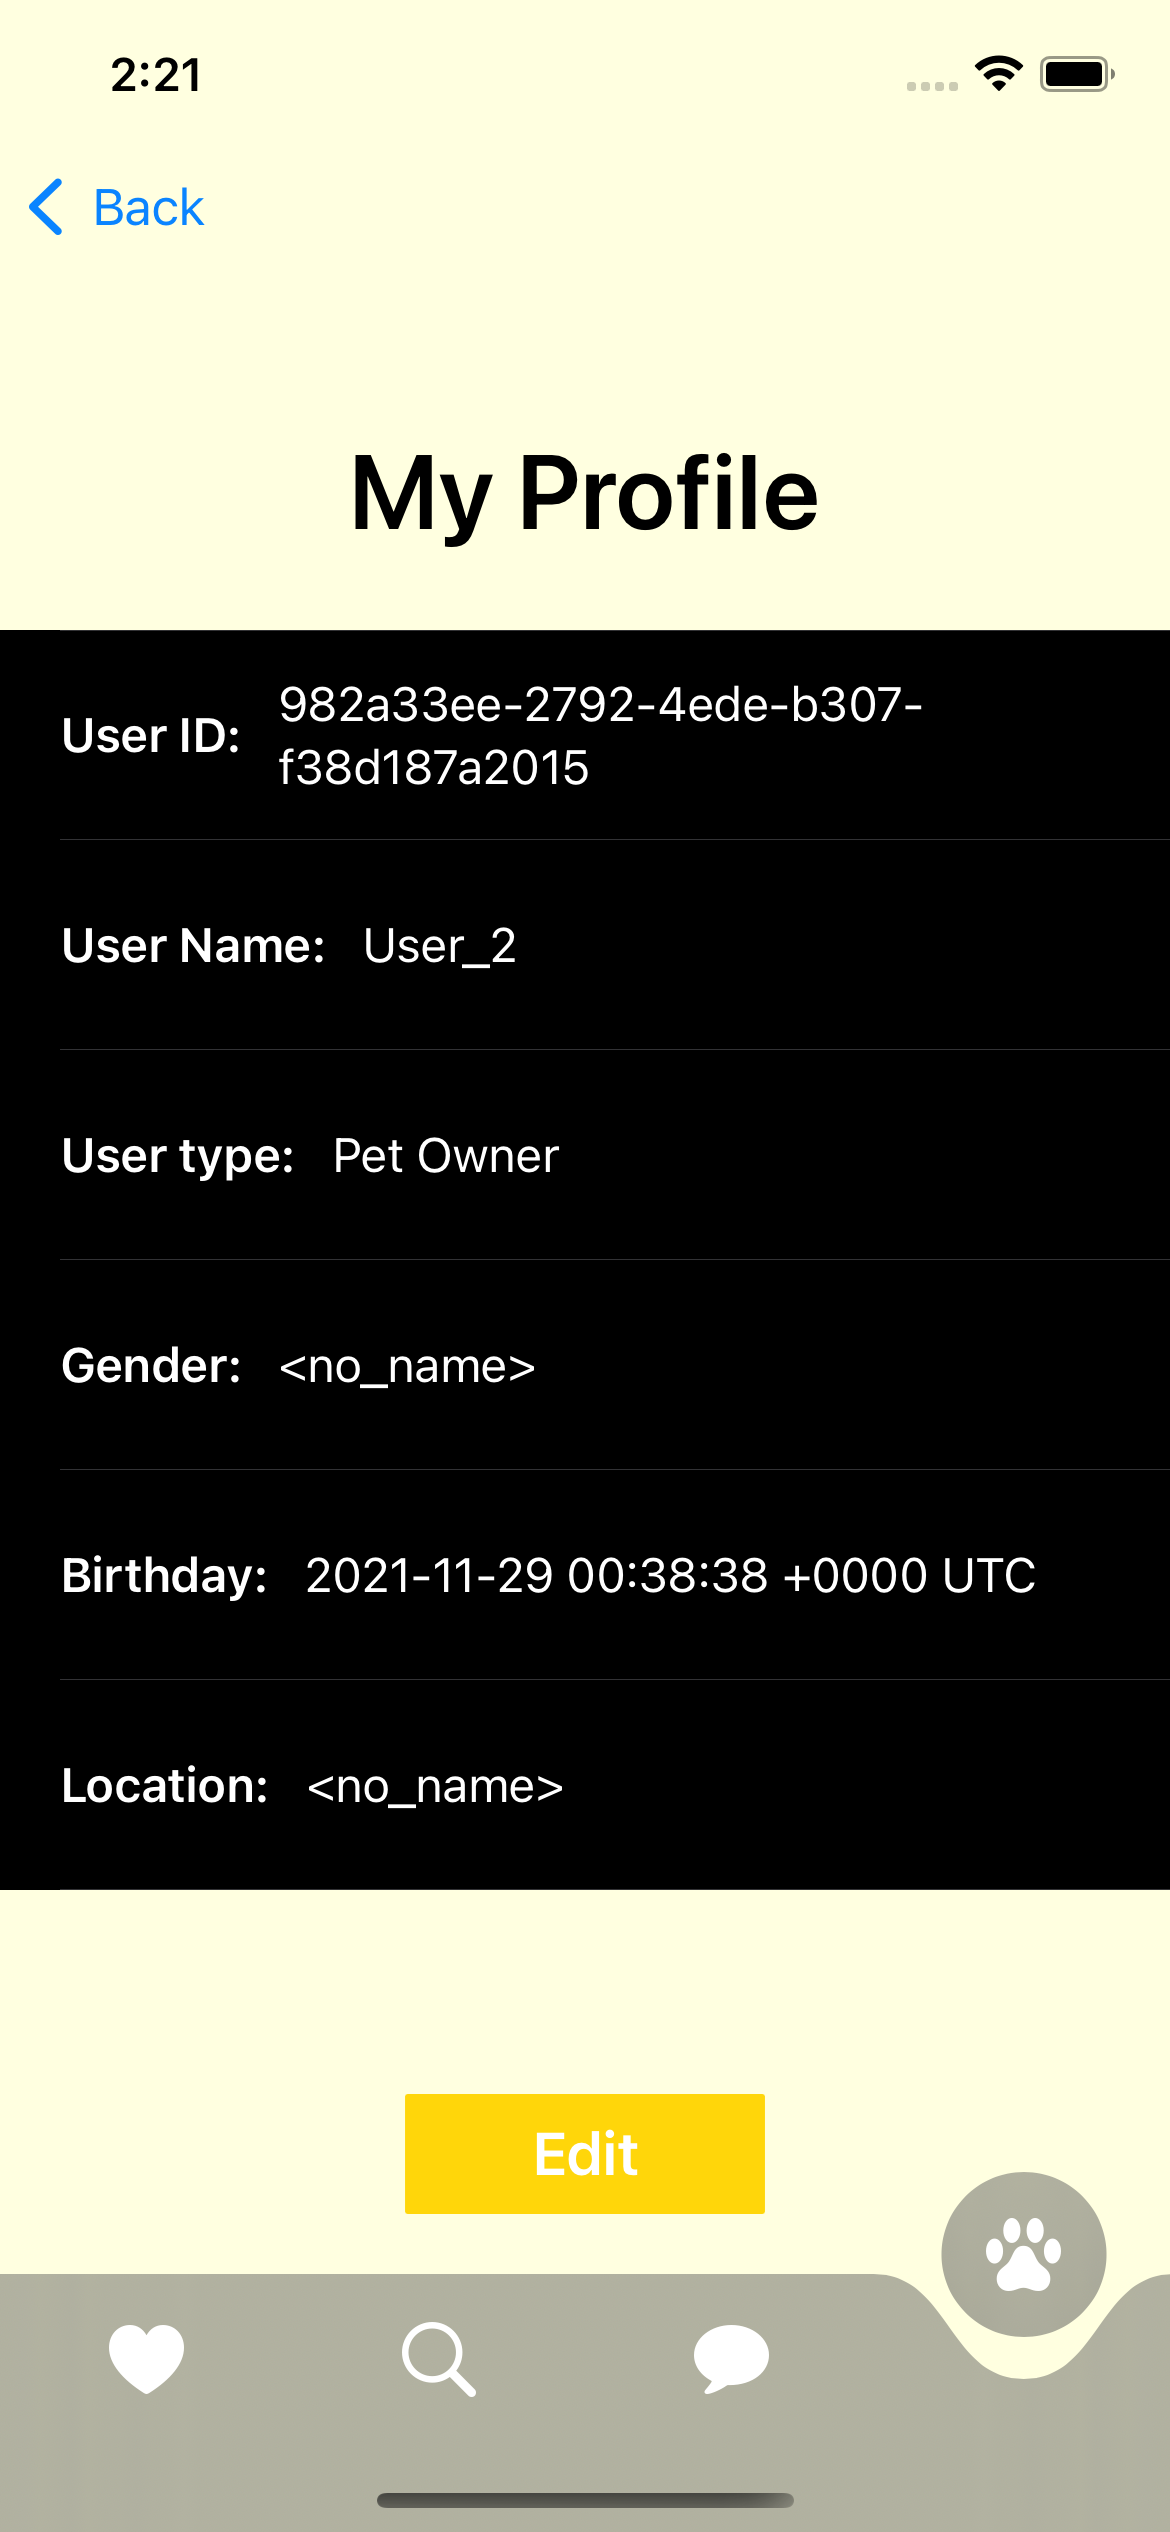 2:21
Back
My Profile
User ID: 982a33ee-2792-4ede-b307-
f38d187a2015
User Name: User_2
User type: Pet Owner
Gender: <no_name>
Birthday: 2021-11-29 00:38:38 +0000 UTC
Location: <no_name>
Edit